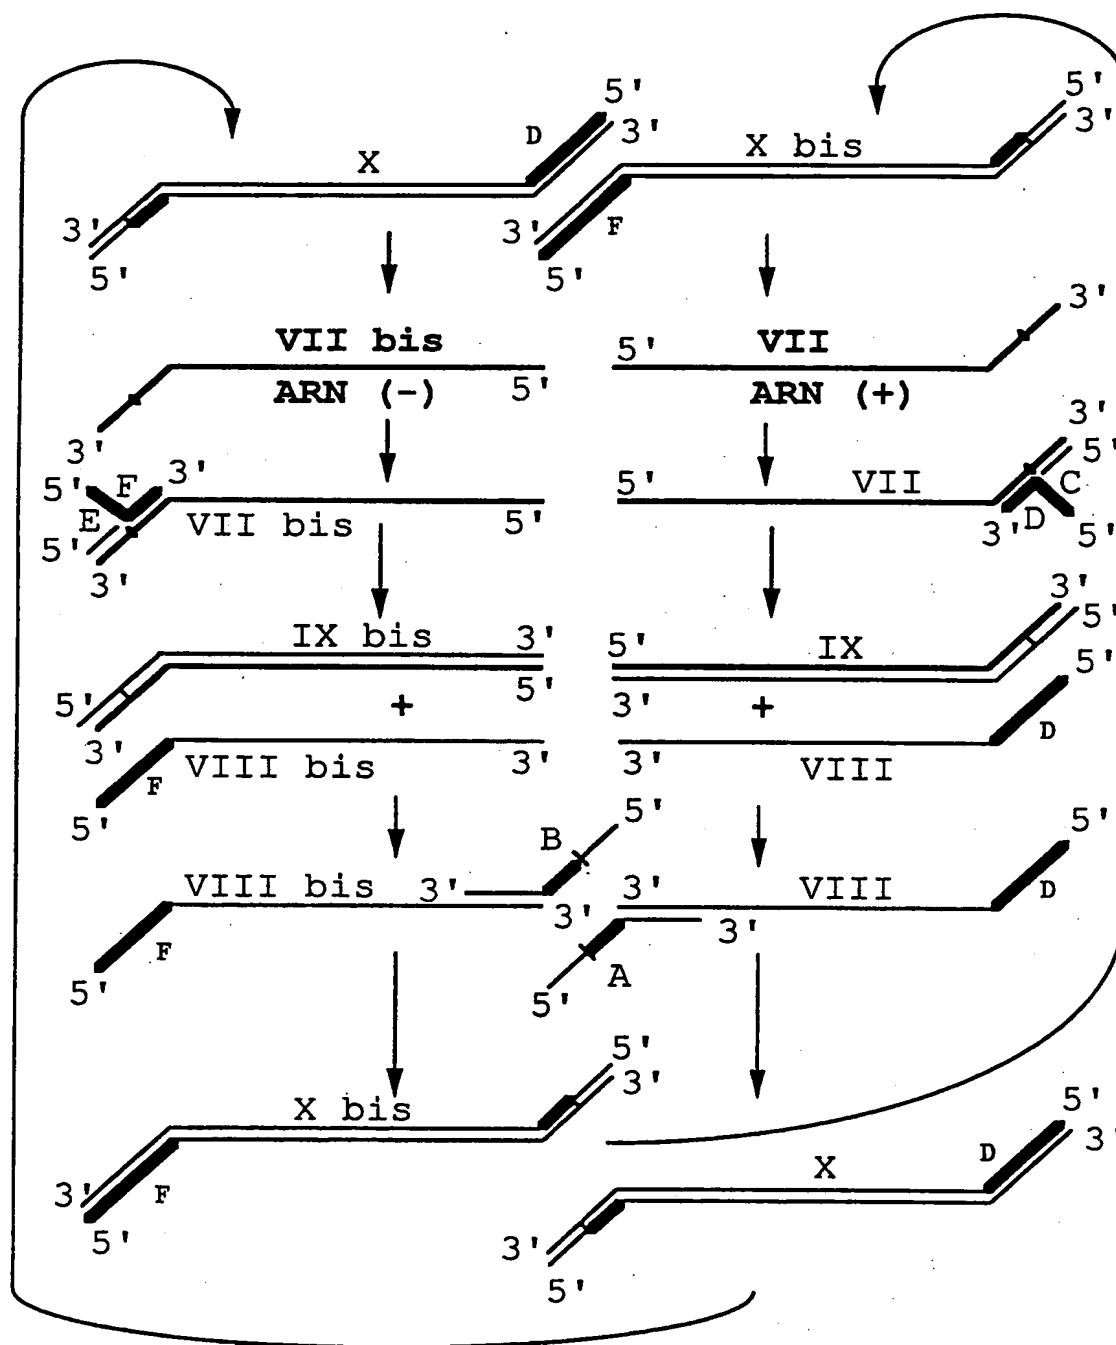 5'
D 3'
X
3'
5'
5'
3'
X bis
3' F
5'
3'
VII bis
ARN (-) 5'
3'
5' VII
ARN (+)
3'
5' F 3'
E
5' VII bis 5'
3'
3'
5'
5' VII C
3' D 5'
IX bis 3'
5' 5'
3' +
F VIII bis 3'
5'
3'
5' IX 5'
5'
3' +
D
3' VIII
5'
B
VIII bis 3'
3'
F
5'
5'
3' VIII
D
3'
A
5'
5'
3'
X bis
3' F
5'
5'
D 3'
X
3'
5'